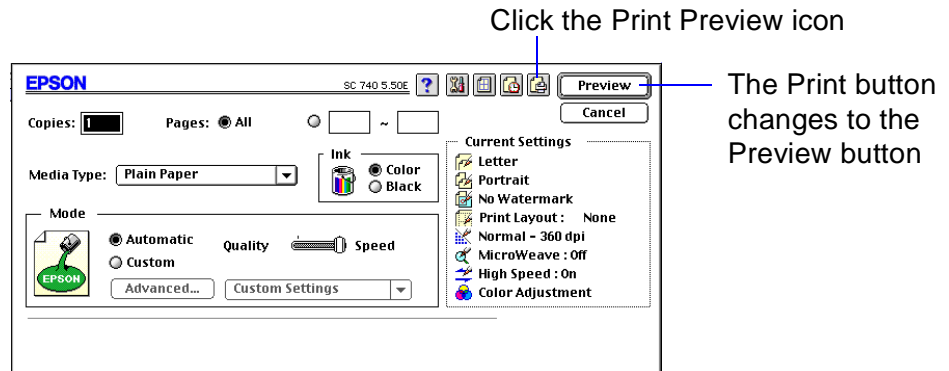 Click the Print Preview icon
EPSON
SC 740 5.50E
?
Preview
The Print button
changes to the
Preview button
Cancel
Copies: 1
Pages: All
~
Media Type: Plain Paper
Ink
Color
Black
Mode
EPSON
Automatic
Custom
Quality
Speed
Advanced...
Custom Settings
Current Settings
Letter
Portrait
No Watermark
Print Layout : None
Normal - 360 dpi
MicroWeave : Off
High Speed : On
Color Adjustment